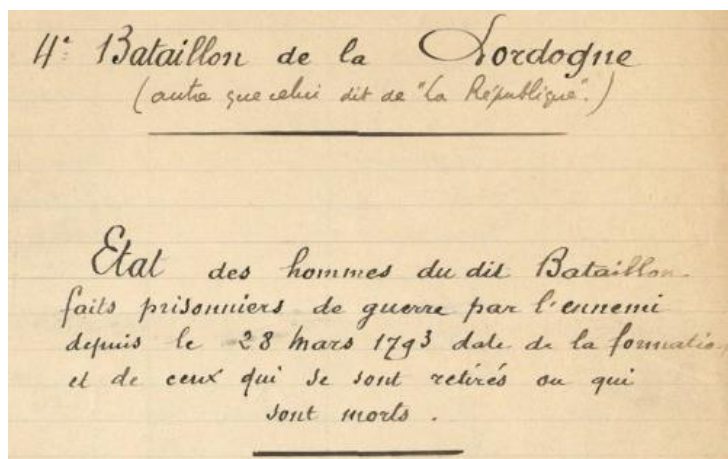 4e Bataillon de la Dordogne
(autre que celui dit de "La République".)
Etat des hommes du dit Bataillon
faits prisonniers de guerre par l'ennemi
depuis le 28 Mars 1793 date de la formation
et de ceux qui se sont retirés ou qui
sont morts.